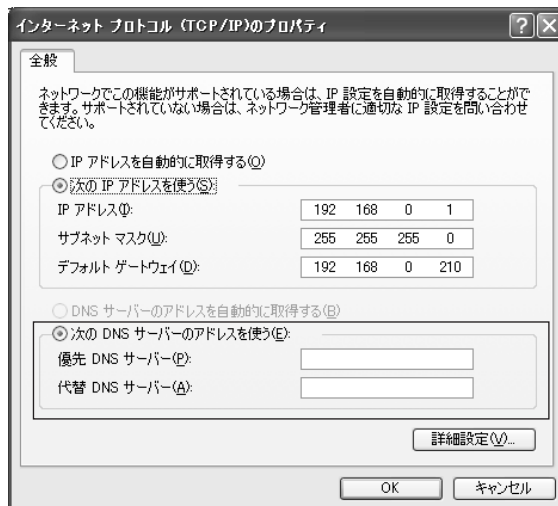 インターネット プロトコル (TCP/IP)のプロパティ
全般
ネットワークでこの機能がサポートされている場合は、IP 設定を自動的に取得することがで
きます。サポートされていない場合は、ネットワーク管理者に適切な IP 設定を問い合わせ
てください。
IP アドレスを自動的に取得する(O)
次の IP アドレスを使う(S):
IP アドレス(I): 192 168 0 1
サブネット マスク(U): 255 255 255 0
デフォルト ゲートウェイ(D): 192 168 0 210
DNS サーバーのアドレスを自動的に取得する(B)
次の DNS サーバーのアドレスを使う(E):
優先 DNS サーバー(P):
代替 DNS サーバー(A):
詳細設定(V)...
OK キャンセル